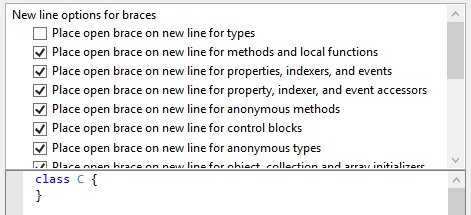 New line options for braces
Place open brace on new line for types
Place open brace on new line for methods and local functions
Place open brace on new line for properties, indexers, and events
Place open brace on new line for property, indexer, and event accessors
Place open brace on new line for anonymous methods
Place open brace on new line for control blocks
Place open brace on new line for anonymous types
Place open brace on new line for object, collection and array initializers
class C {
}